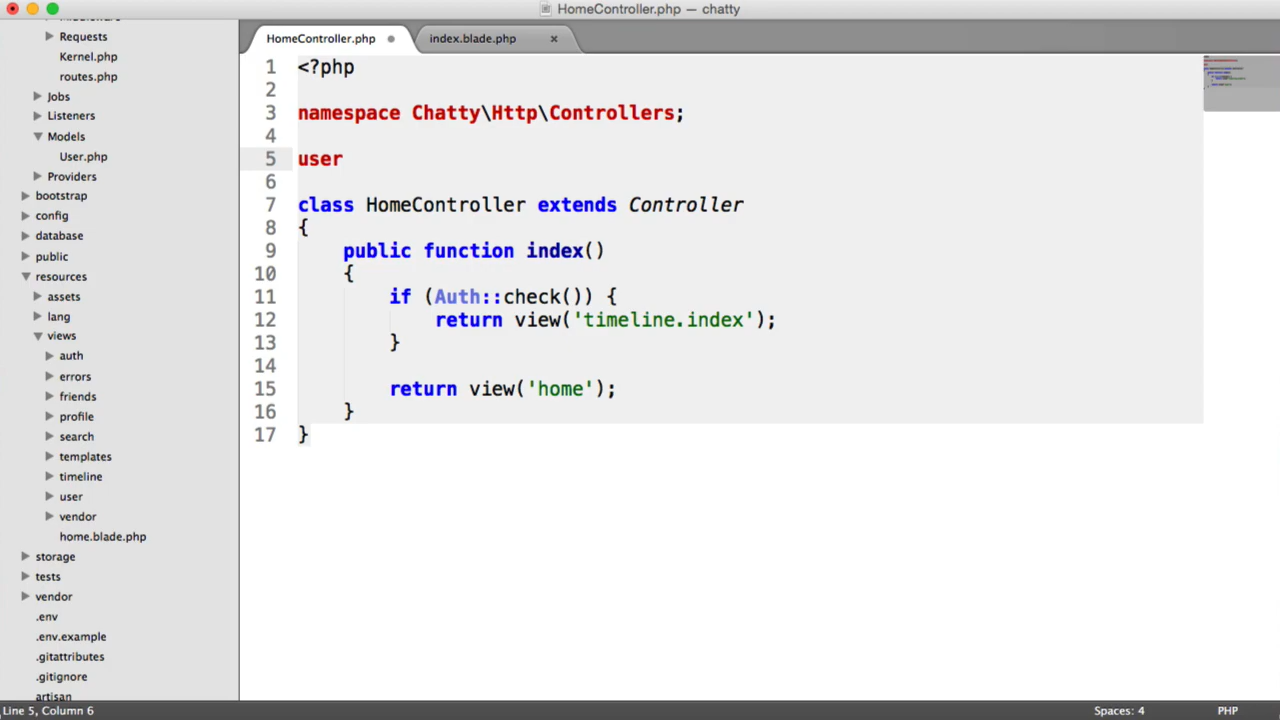 HomeController.php — chatty
HomeController.php
index.blade.php
Requests
Kernel.php
routes.php
Jobs
Listeners
Models
User.php
Providers
bootstrap
config
database
public
resources
assets
lang
views
auth
errors
friends
profile
search
templates
timeline
user
vendor
home.blade.php
storage
tests
vendor
.env
.env.example
.gitattributes
.gitignore
artisan
1 <?php
2
3 namespace Chatty\Http\Controllers;
4
5 user
6
7 class HomeController extends Controller
8 {
9 public function index()
10 {
11 if (Auth::check()) {
12 return view('timeline.index');
13 }
14
15 return view('home');
16 }
17 }
Line 5, Column 6
Spaces: 4
PHP